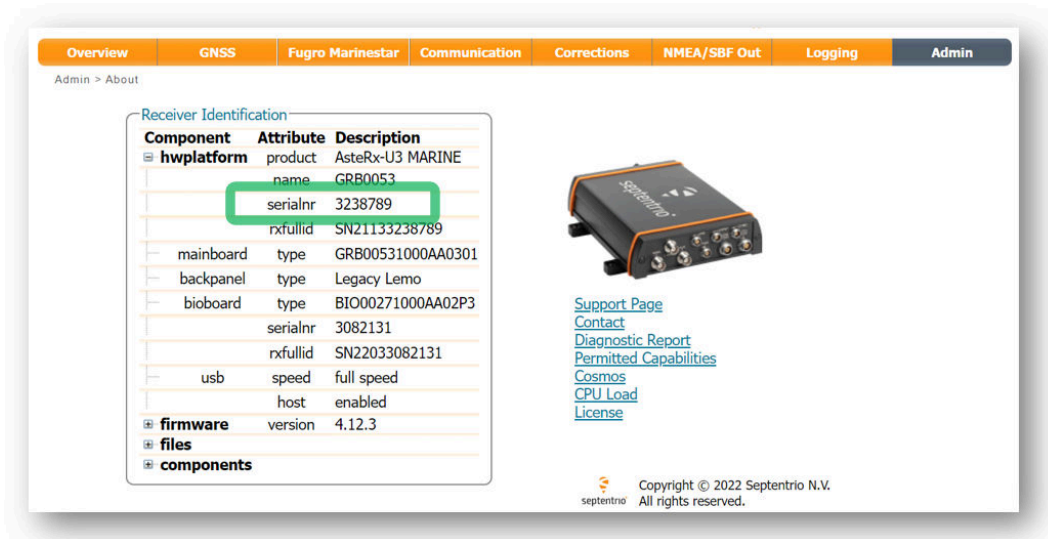 Overview GNSS Fugro Marinestar Communication Corrections NMEA/SBF Out Logging Admin
Admin > About
Receiver Identification
Component Attribute Description
hwplatform product AsteRx-U3 MARINE
name GRB0053
serialnr 3238789
rxfullid SN21133238789
mainboard type GRB00531000AA0301
backpanel type Legacy Lemo
bioboard type BIO00271000AA02P3
serialnr 3082131
rxfullid SN22033082131
usb speed full speed
host enabled
firmware version 4.12.3
files
components
septentrio
Support Page
Contact
Diagnostic Report
Permitted Capabilities
Cosmos
CPU Load
License
septentrio
Copyright © 2022 Septentrio N.V.
All rights reserved.